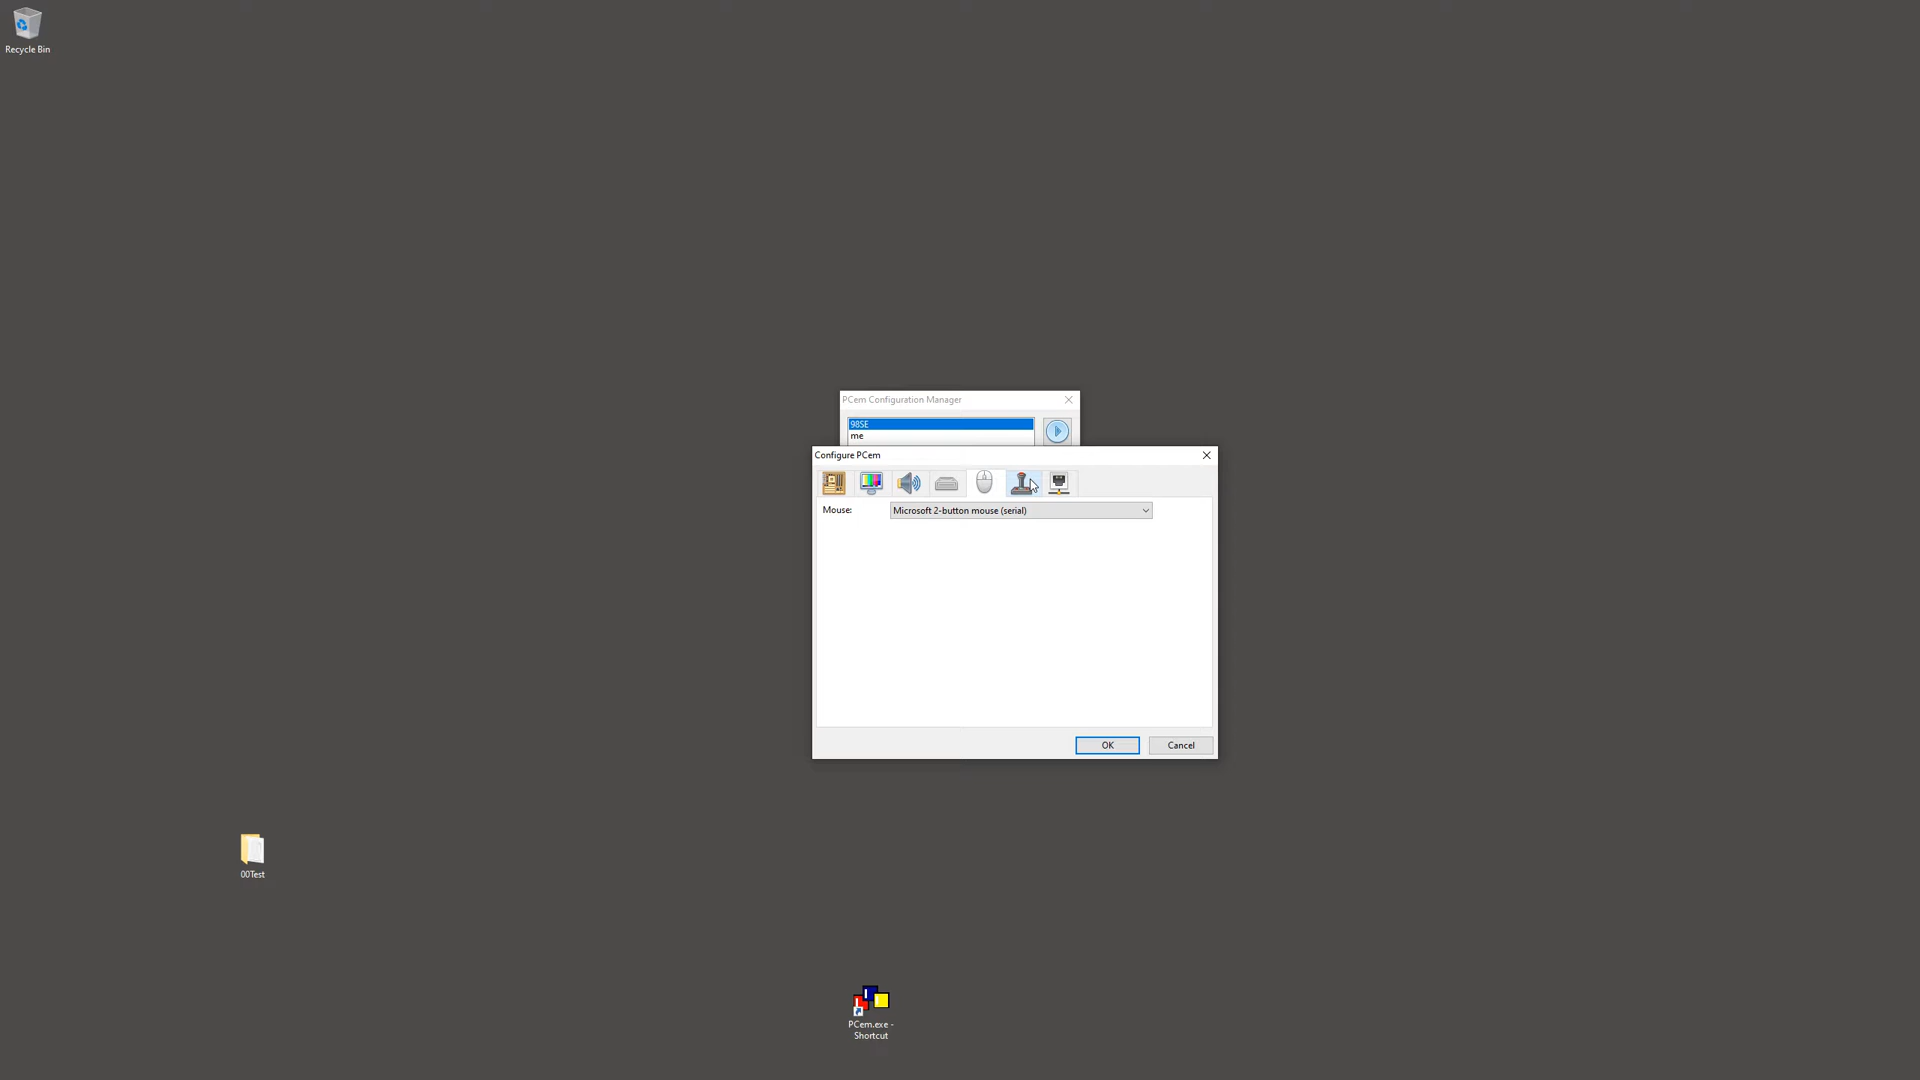 Recycle Bin
PCem Configuration Manager
98SE
me
Configure PCem
Mouse:
Microsoft 2-button mouse (serial)
OK
Cancel
00Test
PCem.exe -
Shortcut